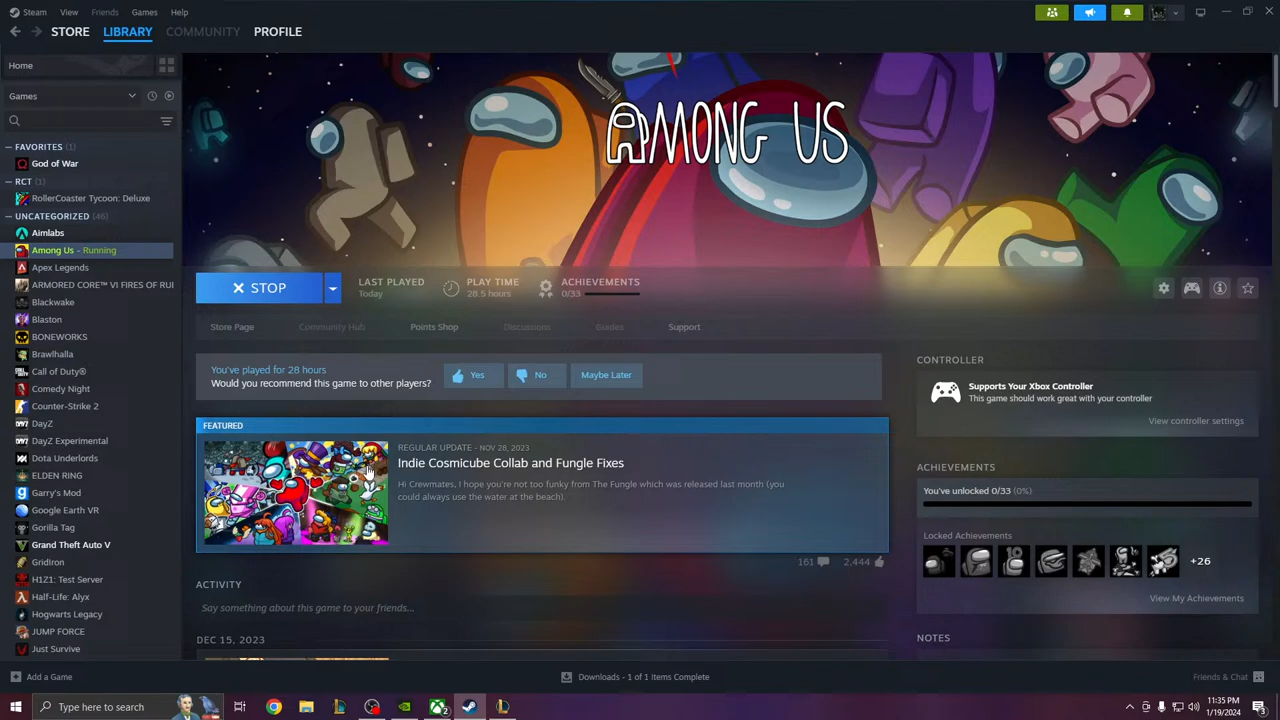 Steam View Friends Games Help
STORE LIBRARY COMMUNITY PROFILE
Home
Games
FAVORITES (1)
God of War
RCT (1)
RollerCoaster Tycoon: Deluxe
UNCATEGORIZED (46)
Aimlabs
Among Us - Running
Apex Legends
ARMORED CORE™ VI FIRES OF RUI
Blackwake
Blaston
BONEWORKS
Brawlhalla
Call of Duty®
Comedy Night
Counter-Strike 2
DayZ
DayZ Experimental
Dota Underlords
ELDEN RING
Garry's Mod
Google Earth VR
Gorilla Tag
Grand Theft Auto V
Gridiron
H1Z1: Test Server
Half-Life: Alyx
Hogwarts Legacy
JUMP FORCE
Just Survive
AMONG US
STOP
LAST PLAYED
Today
PLAY TIME
28.5 hours
ACHIEVEMENTS
0/33
Store Page Community Hub Points Shop Discussions Guides Support
You've played for 28 hours
Would you recommend this game to other players?
Yes No Maybe Later
FEATURED
REGULAR UPDATE - NOV 28, 2023
Indie Cosmicube Collab and Fungle Fixes
Hi Crewmates, I hope you're not too funky from The Fungle which was released last month (you
could always use the water at the beach).
161 2,444
ACTIVITY
Say something about this game to your friends...
DEC 15, 2023
CONTROLLER
Supports Your Xbox Controller
This game should work great with your controller
View controller settings
ACHIEVEMENTS
You've unlocked 0/33 (0%)
Locked Achievements
+26
View My Achievements
NOTES
Add a Game
Downloads - 1 of 1 Items Complete
Friends & Chat
Type here to search
2
11:35 PM
1/19/2024
3